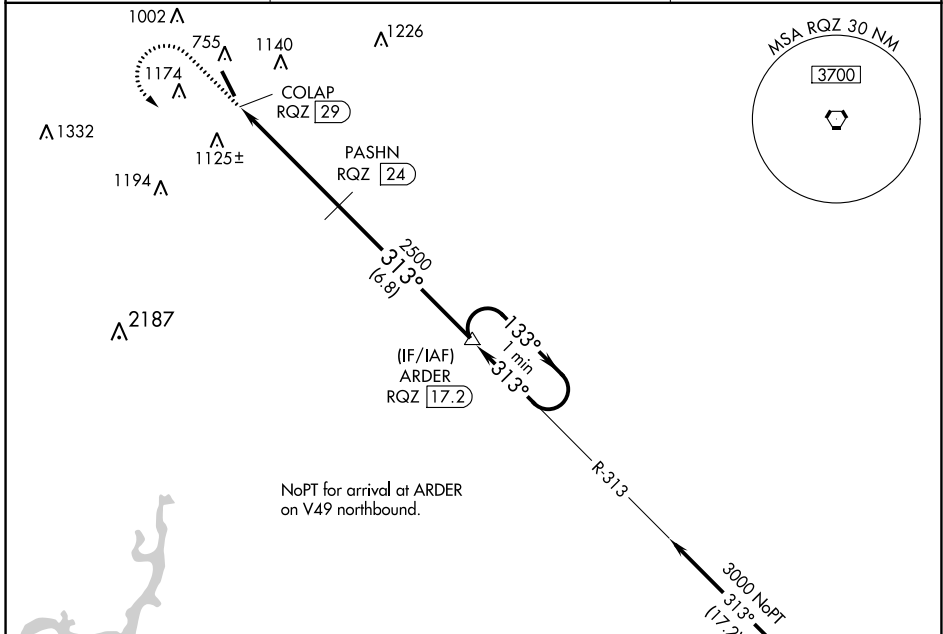 1002
755
1140
1226
1174
COLAP
RQZ 29
1332
1125±
PASHN
RQZ 24
1194
MSA RQZ 30 NM
3700
2500
313°
(6.8)
2187
133°
1 min
313°
(IF/IAF)
ARDER
RQZ 17.2
R-313
NoPT for arrival at ARDER
on V49 northbound.
3000 NoPT
313°
(17.2)